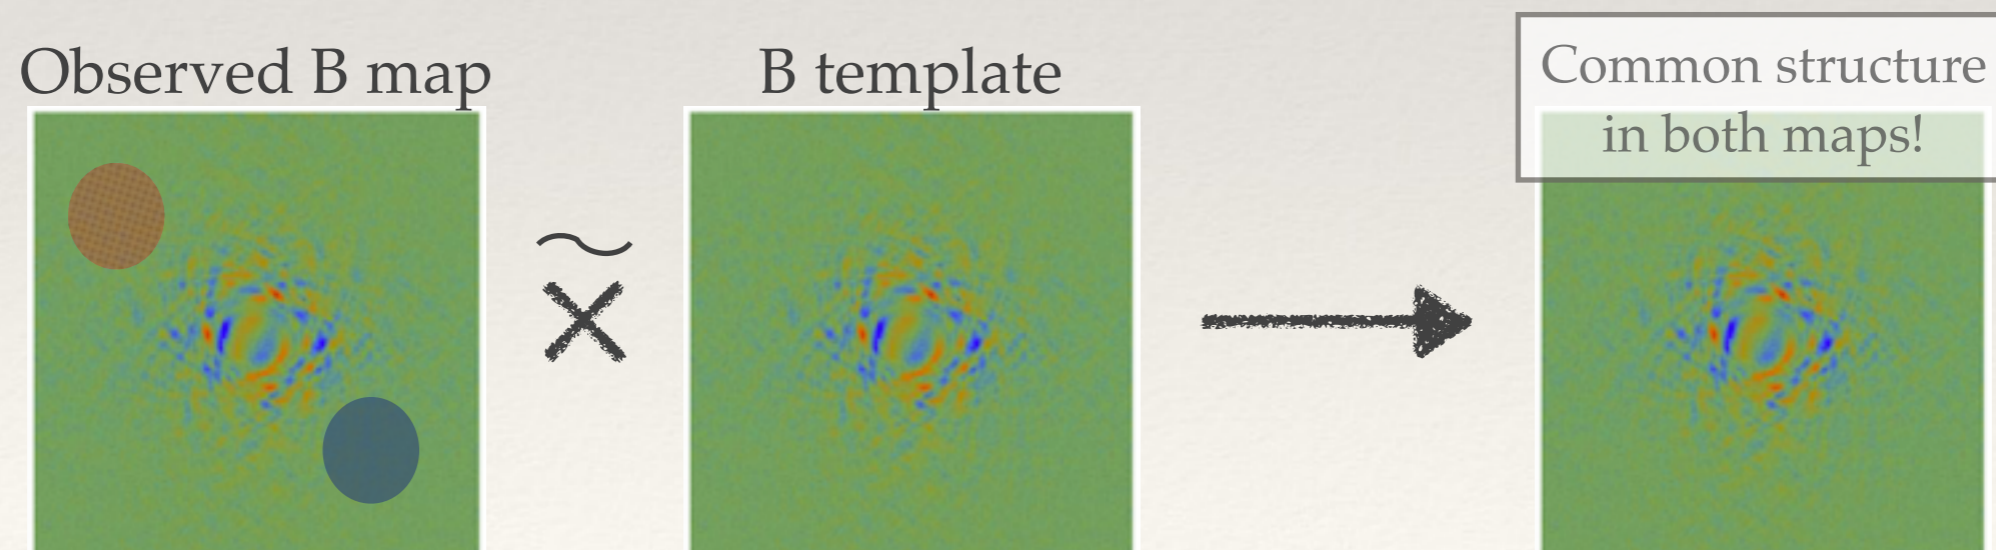 Observed B map
B template
Common structure
in both maps!